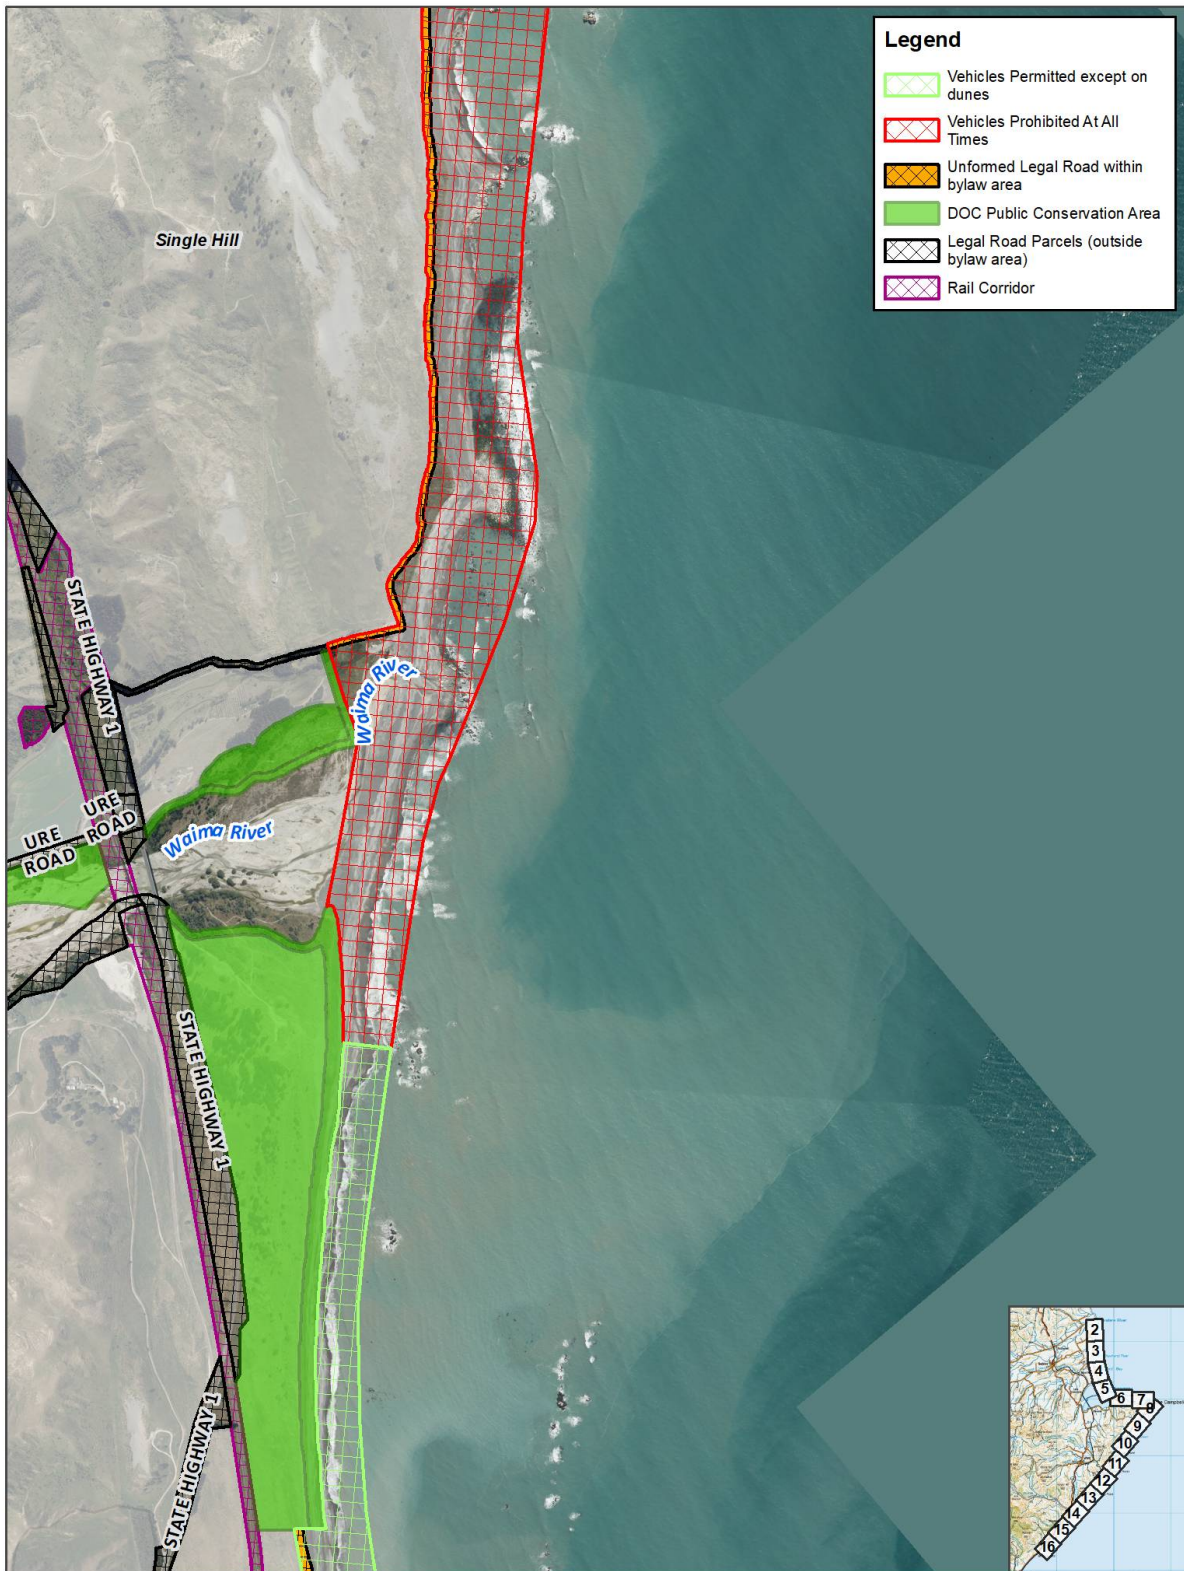 Legend
Vehicles Permitted except on
dunes
Vehicles Prohibited At All
Times
Unformed Legal Road within
bylaw area
DOC Public Conservation Area
Legal Road Parcels (outside
bylaw area)
Rail Corridor
Single Hill
STATE HIGHWAY 1
Waima River
URE
ROAD
URE
ROAD
Waima River
STATE HIGHWAY 1
STATE HIGHWAY 1
2
3
4
5
6
7
8
9
10
11
12
13
14
15
16